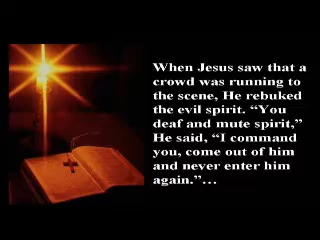 When Jesus saw that a
crowd was running to
the scene, He rebuked
the evil spirit. “You
deaf and mute spirit,”
He said, “I command
you, come out of him
and never enter him
again.”…